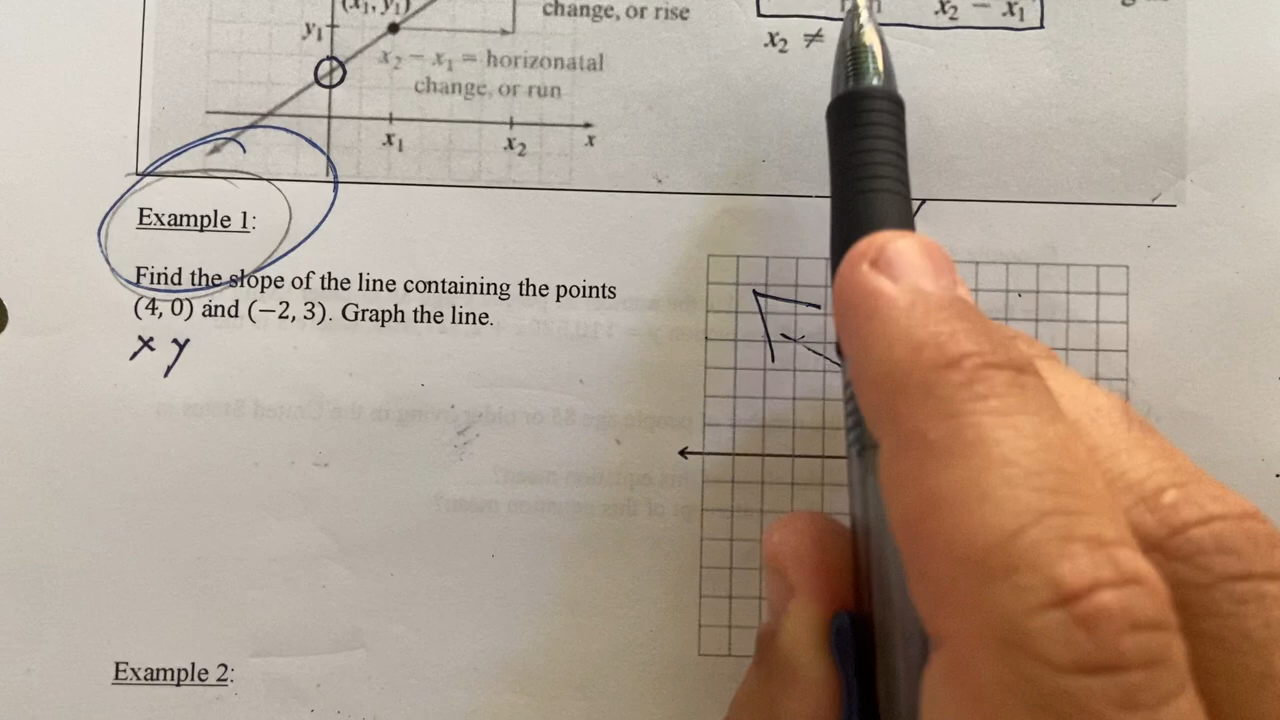 (x₁, y₁)
change, or rise
x₂ − x₁
y₁
x₂ ≠
x₂ − x₁ = horizonatal
change, or run
x₁
x₂
x
Example 1:
Find the slope of the line containing the points
(4, 0) and (−2, 3). Graph the line.
x y
Example 2: